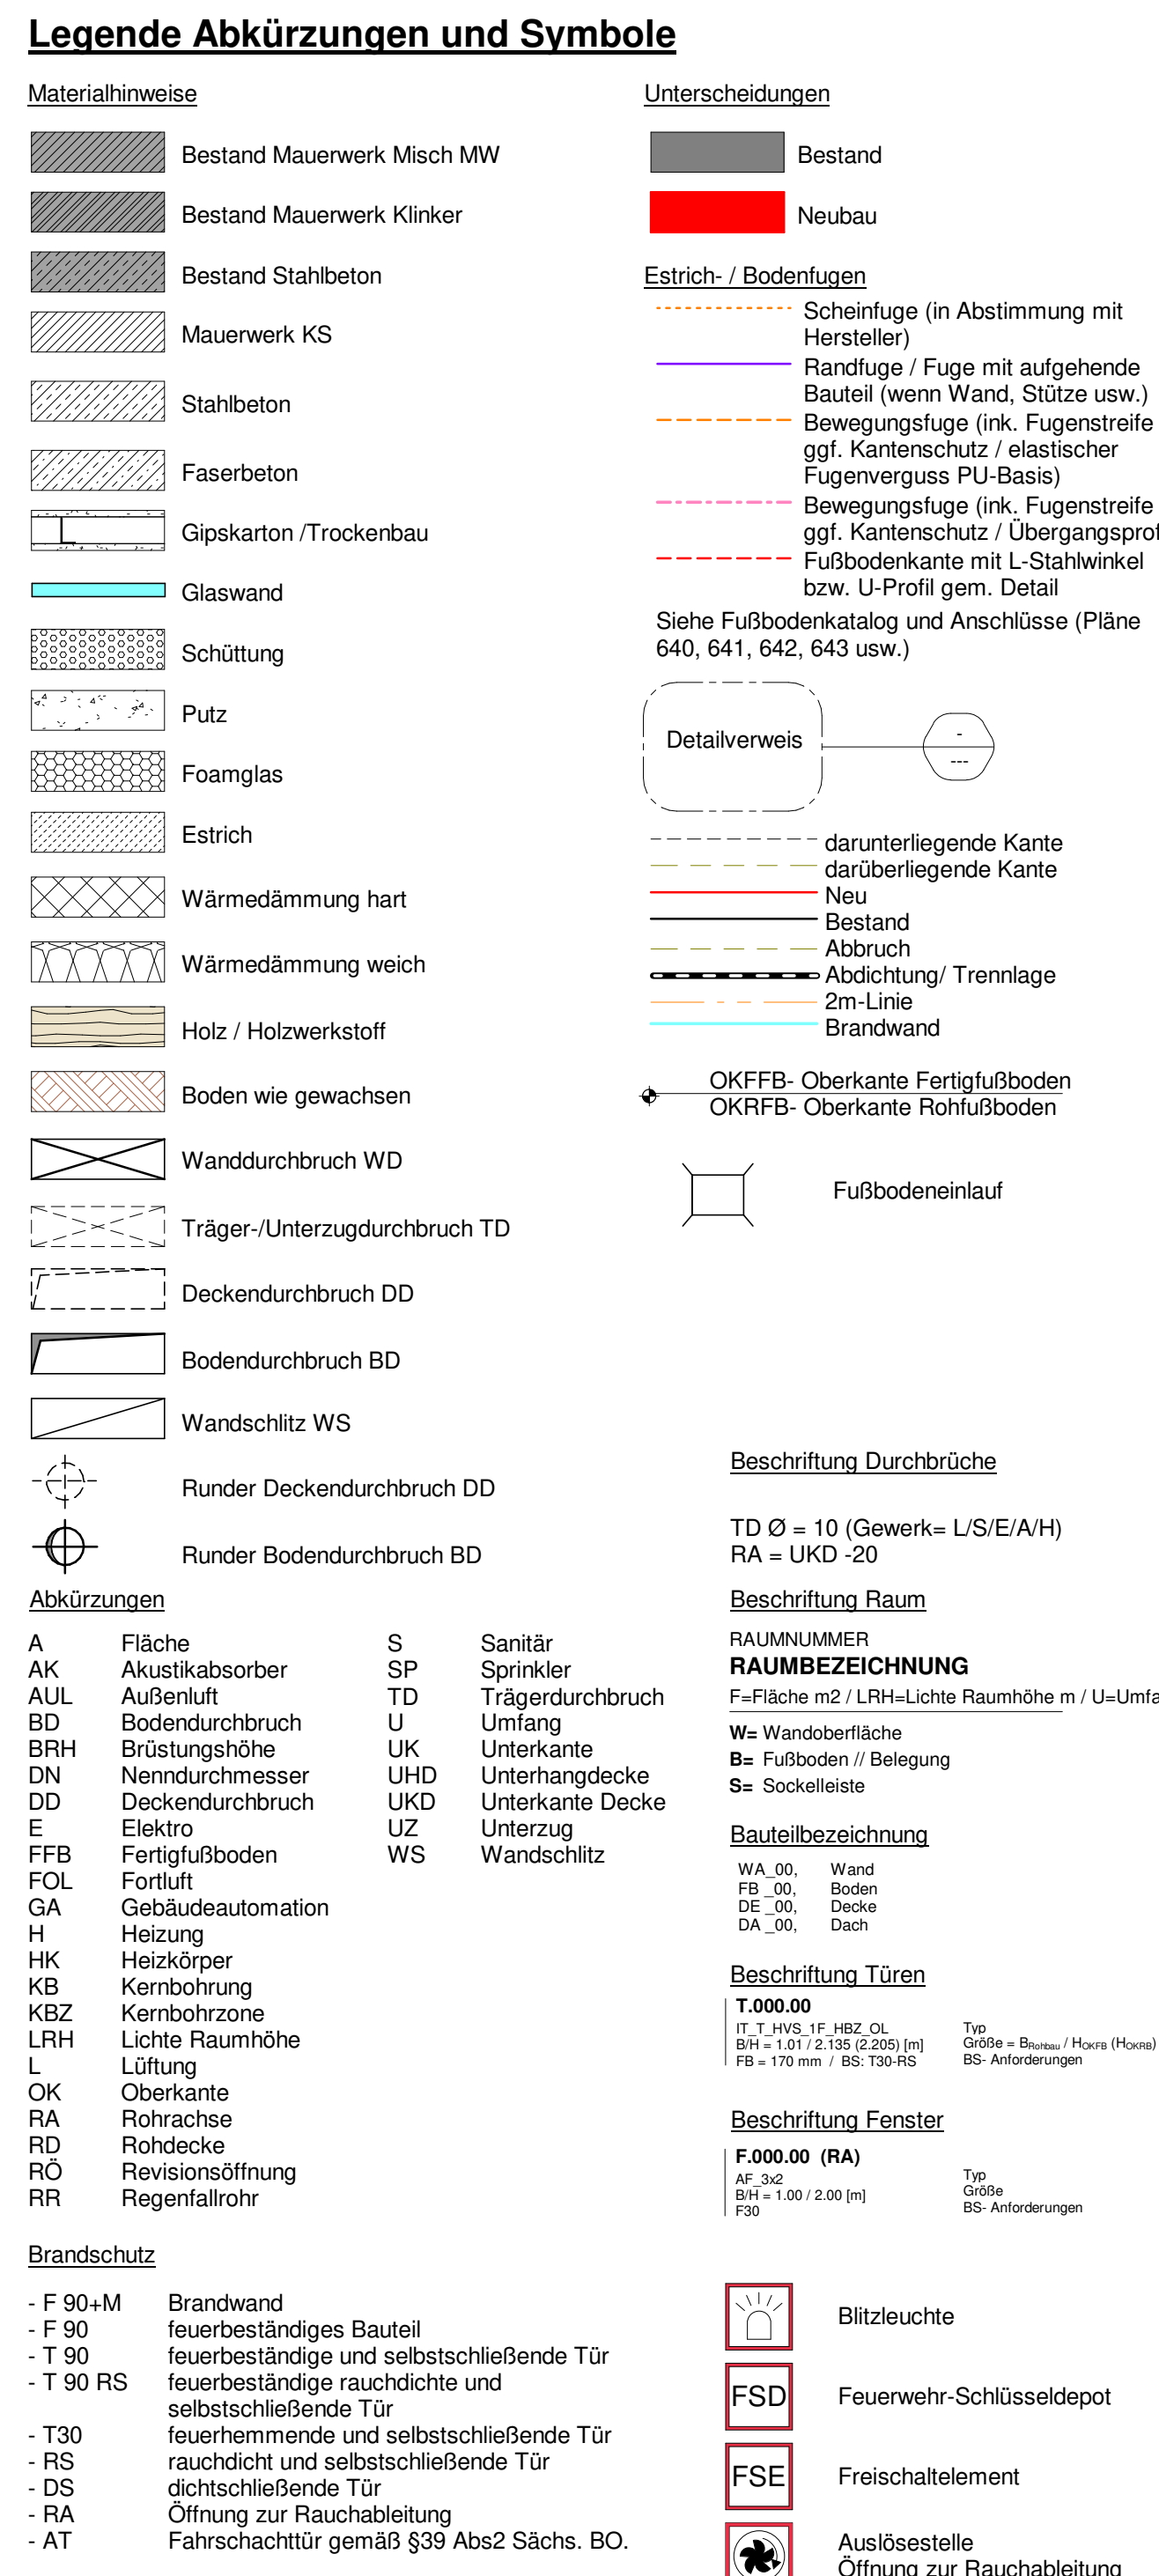 Legende Abkürzungen und Symbole
Materialhinweise
Bestand Mauerwerk Misch MW
Bestand Mauerwerk Klinker
Bestand Stahlbeton
Mauerwerk KS
Stahlbeton
Faserbeton
Gipskarton /Trockenbau
Glaswand
Schüttung
Putz
Foamglas
Estrich
Wärmedämmung hart
Wärmedämmung weich
Holz / Holzwerkstoff
Boden wie gewachsen
Wanddurchbruch WD
Träger-/Unterzugdurchbruch TD
Deckendurchbruch DD
Bodendurchbruch BD
Wandschlitz WS
Runder Deckendurchbruch DD
Runder Bodendurchbruch BD
Unterscheidungen
Bestand
Neubau
Estrich- / Bodenfugen
Scheinfuge (in Abstimmung mit
Hersteller)
Randfuge / Fuge mit aufgehende
Bauteil (wenn Wand, Stütze usw.)
Bewegungsfuge (ink. Fugenstreife
ggf. Kantenschutz / elastischer
Fugenverguss PU-Basis)
Bewegungsfuge (ink. Fugenstreife
ggf. Kantenschutz / Übergangsprof
Fußbodenkante mit L-Stahlwinkel
bzw. U-Profil gem. Detail
Siehe Fußbodenkatalog und Anschlüsse (Pläne
640, 641, 642, 643 usw.)
Detailverweis
-
---
darunterliegende Kante
darüberliegende Kante
Neu
Bestand
Abbruch
Abdichtung/ Trennlage
2m-Linie
Brandwand
OKFFB- Oberkante Fertigfußboden
OKRFB- Oberkante Rohfußboden
Fußbodeneinlauf
Abkürzungen
A Fläche
AK Akustikabsorber
AUL Außenluft
BD Bodendurchbruch
BRH Brüstungshöhe
DN Nenndurchmesser
DD Deckendurchbruch
E Elektro
FFB Fertigfußboden
FOL Fortluft
GA Gebäudeautomation
H Heizung
HK Heizkörper
KB Kernbohrung
KBZ Kernbohrzone
LRH Lichte Raumhöhe
L Lüftung
OK Oberkante
RA Rohrachse
RD Rohdecke
RÖ Revisionsöffnung
RR Regenfallrohr
S Sanitär
SP Sprinkler
TD Trägerdurchbruch
U Umfang
UK Unterkante
UHD Unterhangdecke
UKD Unterkante Decke
UZ Unterzug
WS Wandschlitz
Beschriftung Durchbrüche
TD Ø = 10 (Gewerk= L/S/E/A/H)
RA = UKD -20
Beschriftung Raum
RAUMNUMMER
RAUMBEZEICHNUNG
F=Fläche m2 / LRH=Lichte Raumhöhe m / U=Umfa
W= Wandoberfläche
B= Fußboden // Belegung
S= Sockelleiste
Bauteilbezeichnung
WA_00, Wand
FB _00, Boden
DE _00, Decke
DA _00, Dach
Beschriftung Türen
T.000.00
IT_T_HVS_1F_HBZ_OL Typ
B/H = 1.01 / 2.135 (2.205) [m] Größe = BRohbau / HOKFB (HOKRB)
FB = 170 mm / BS: T30-RS BS- Anforderungen
Beschriftung Fenster
F.000.00 (RA)
AF_3x2 Typ
B/H = 1.00 / 2.00 [m] Größe
F30 BS- Anforderungen
Brandschutz
- F 90+M Brandwand
- F 90 feuerbeständiges Bauteil
- T 90 feuerbeständige und selbstschließende Tür
- T 90 RS feuerbeständige rauchdichte und
selbstschließende Tür
- T30 feuerhemmende und selbstschließende Tür
- RS rauchdicht und selbstschließende Tür
- DS dichtschließende Tür
- RA Öffnung zur Rauchableitung
- AT Fahrschachttür gemäß §39 Abs2 Sächs. BO.
Blitzleuchte
FSD Feuerwehr-Schlüsseldepot
FSE Freischaltelement
Auslösestelle
Öffnung zur Rauchableitung